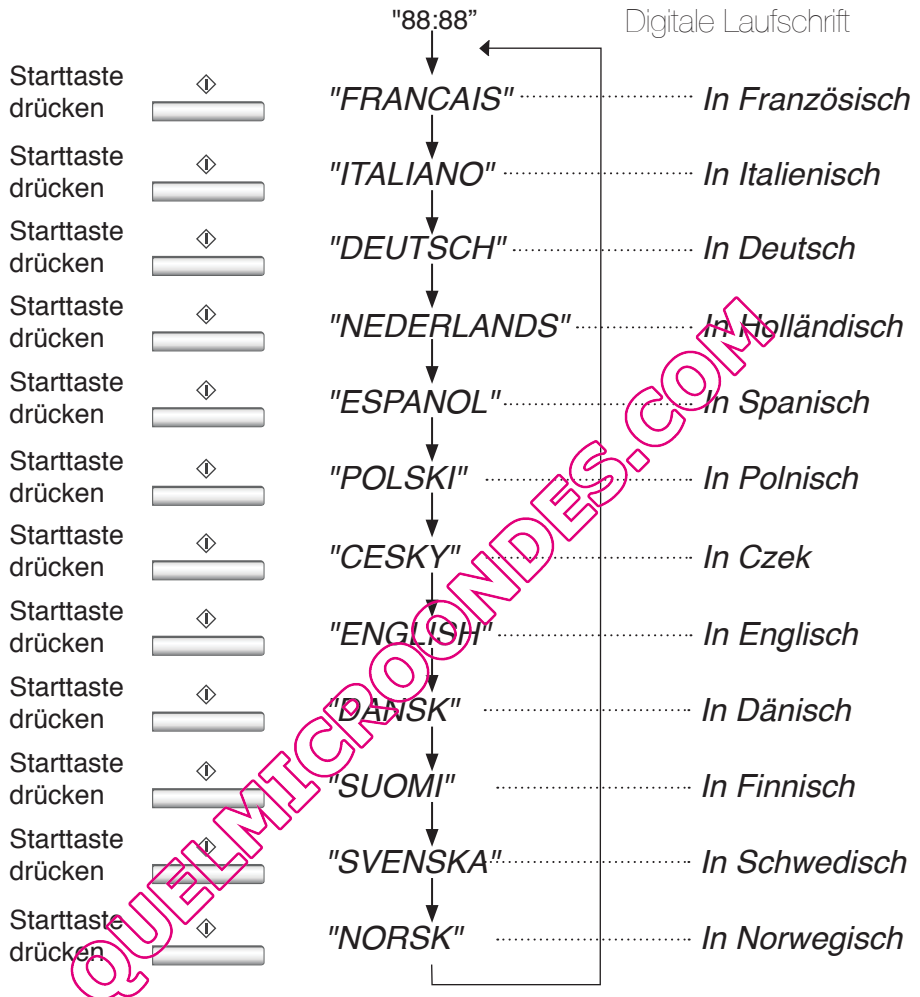 "88:88”
Digitale Laufschrift
Starttaste
drücken
"FRANCAIS"
In Französisch
Starttaste
drücken
"ITALIANO"
In Italienisch
Starttaste
drücken
"DEUTSCH"
In Deutsch
Starttaste
drücken
"NEDERLANDS"
In Holländisch
Starttaste
drücken
"ESPANOL"
In Spanisch
Starttaste
drücken
"POLSKI"
In Polnisch
Starttaste
drücken
"CESKY"
In Czek
Starttaste
drücken
"ENGLISH"
In Englisch
Starttaste
drücken
"DANSK"
In Dänisch
Starttaste
drücken
"SUOMI"
In Finnisch
Starttaste
drücken
"SVENSKA"
In Schwedisch
Starttaste
drücken
"NORSK"
In Norwegisch
QUELMICROONDES.COM